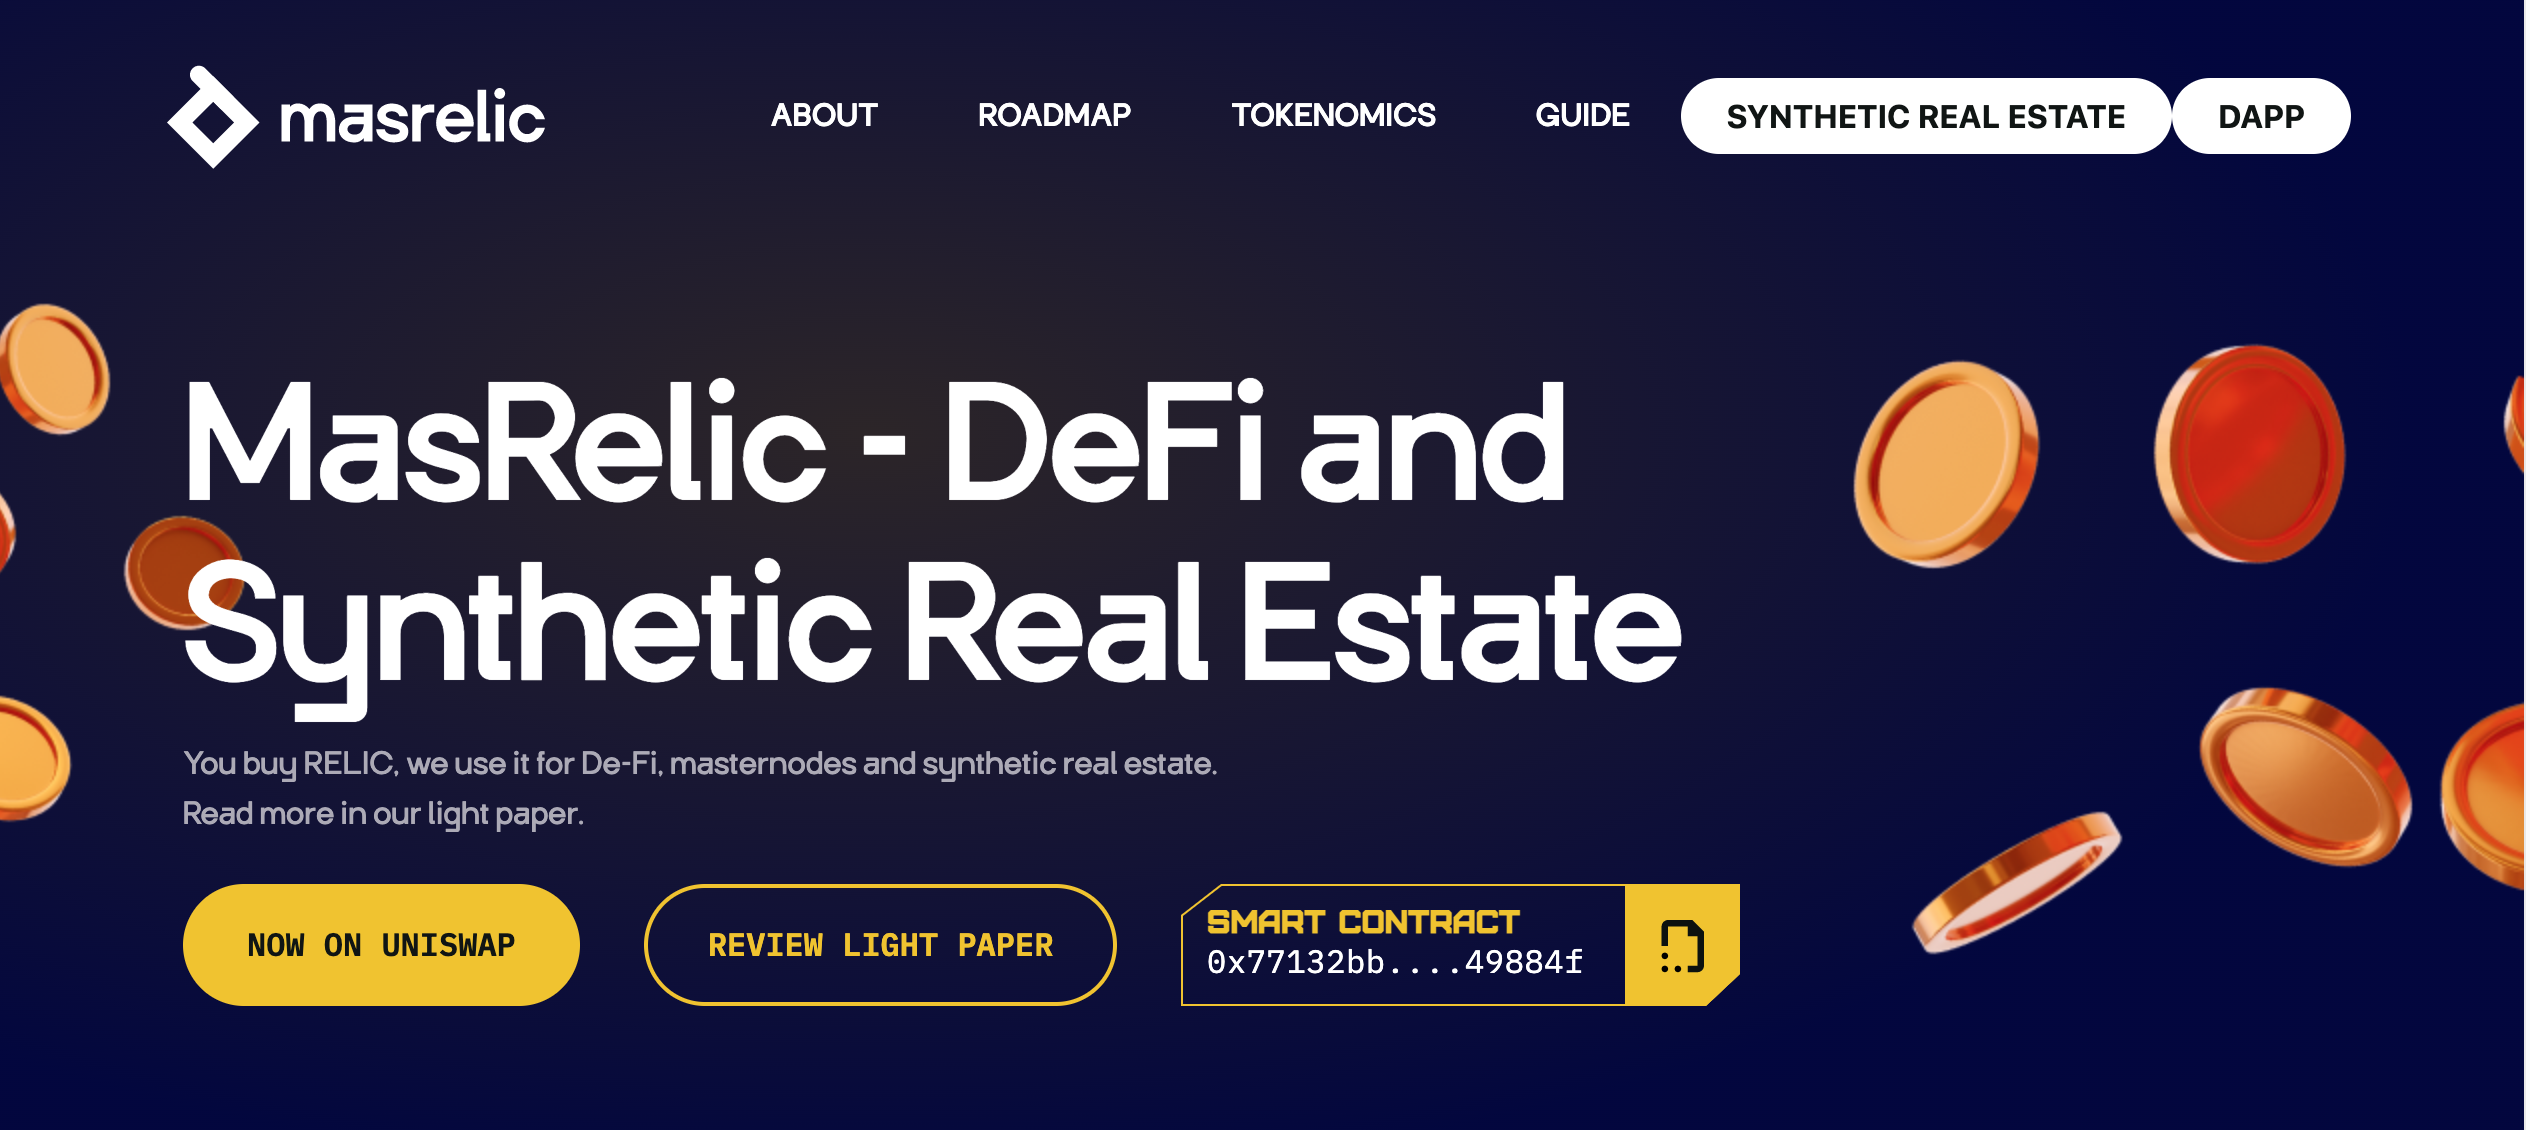 masrelic
ABOUT
ROADMAP
TOKENOMICS
GUIDE
SYNTHETIC REAL ESTATE
DAPP
MasRelic - DeFi and
Synthetic Real Estate
You buy RELIC, we use it for De-Fi, masternodes and synthetic real estate.
Read more in our light paper.
NOW ON UNISWAP
REVIEW LIGHT PAPER
SMART CONTRACT
0x77132bb....49884f